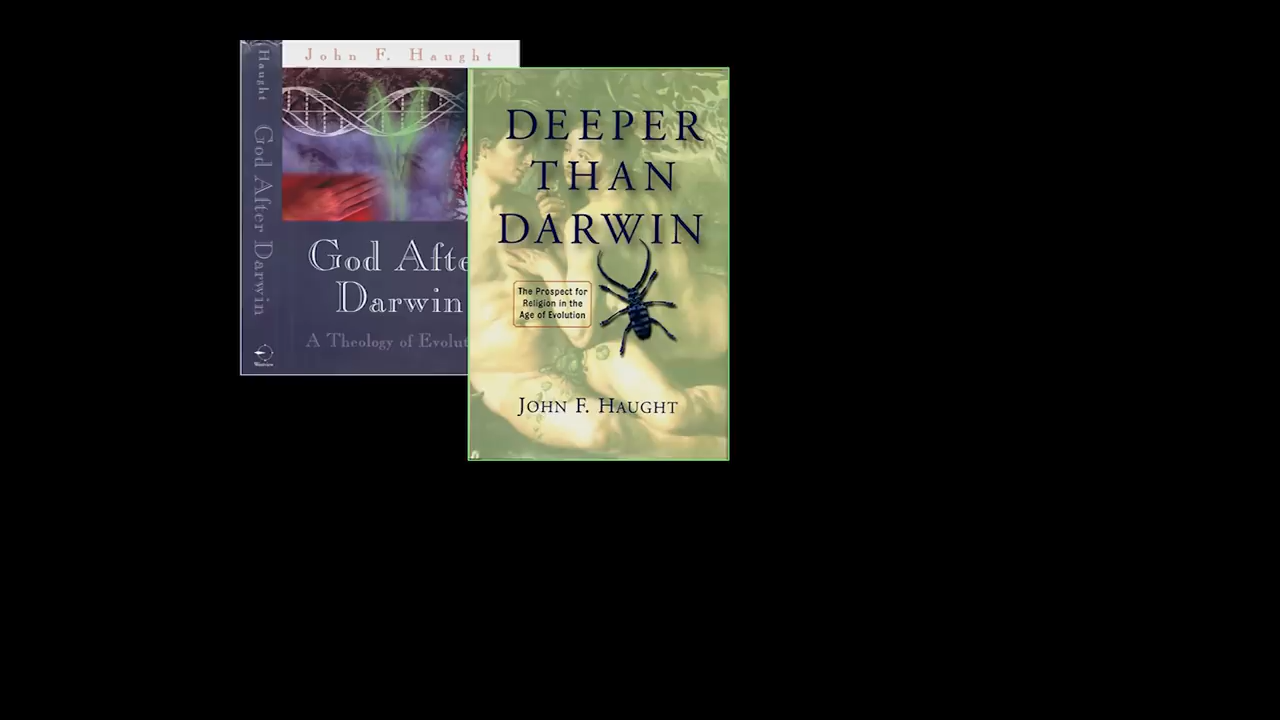 John F. Haught
Haught God After Darwin
God Afte
Darwin
A Theology of Evolut
DEEPER
THAN
DARWIN
The Prospect for
Religion in the
Age of Evolution
JOHN F. HAUGHT